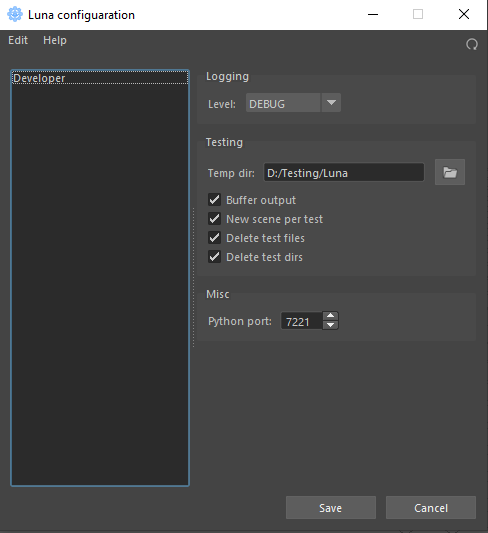 Luna configuaration
Edit Help
Developer
Logging
Level: DEBUG
Testing
Temp dir: D:/Testing/Luna
Buffer output
New scene per test
Delete test files
Delete test dirs
Misc
Python port: 7221
Save Cancel